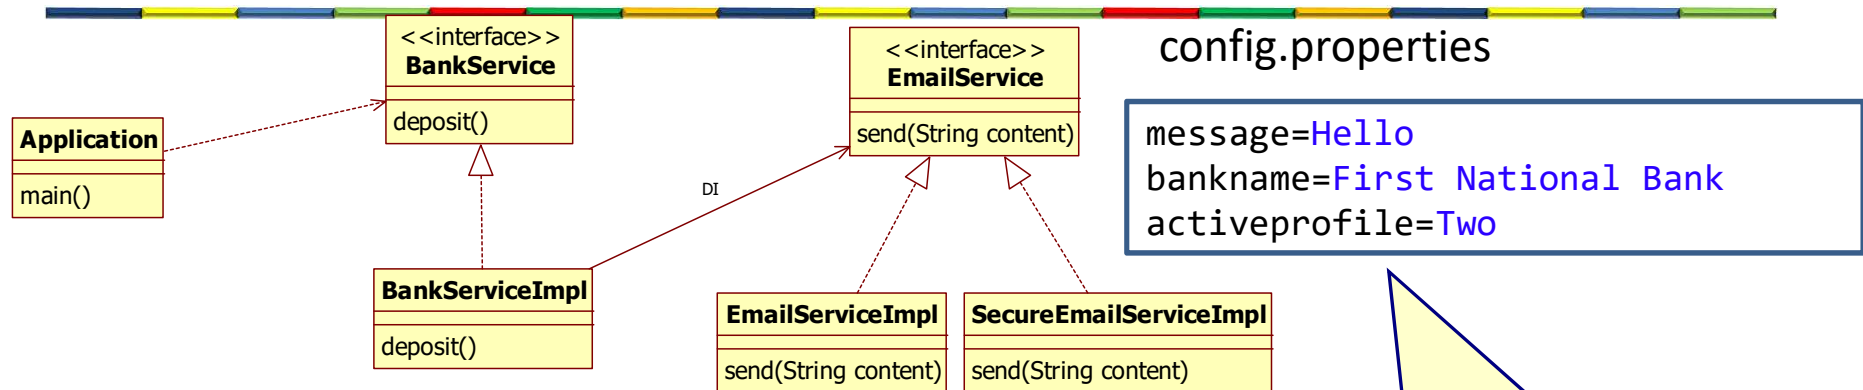 <<interface>>
BankService
deposit()
<<interface>>
EmailService
send(String content)
config.properties
message=Hello
bankname=First National Bank
activeprofile=Two
Application
main()
DI
BankServiceImpl
deposit()
EmailServiceImpl
send(String content)
SecureEmailServiceImpl
send(String content)